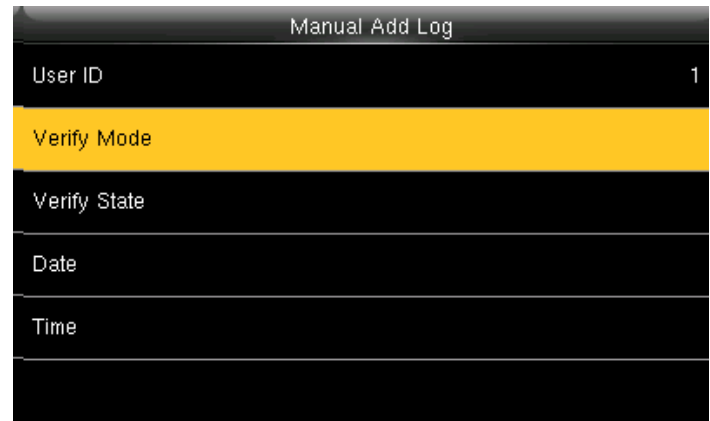 Manual Add Log
User ID 1
Verify Mode
Verify State
Date
Time